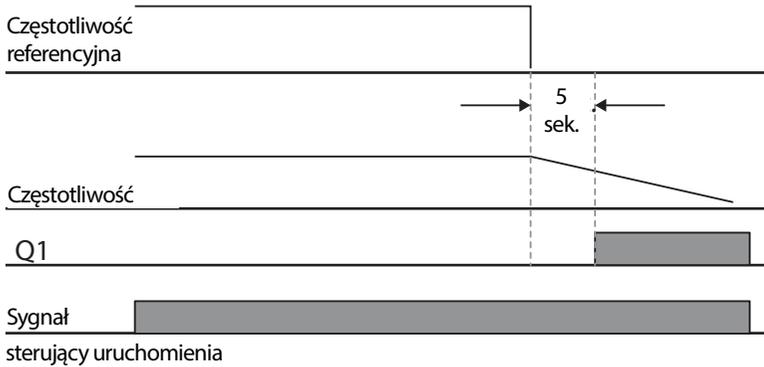 Częstotliwość
referencyjna
5
sek.
Częstotliwość
Q1
Sygnał
sterujący uruchomienia